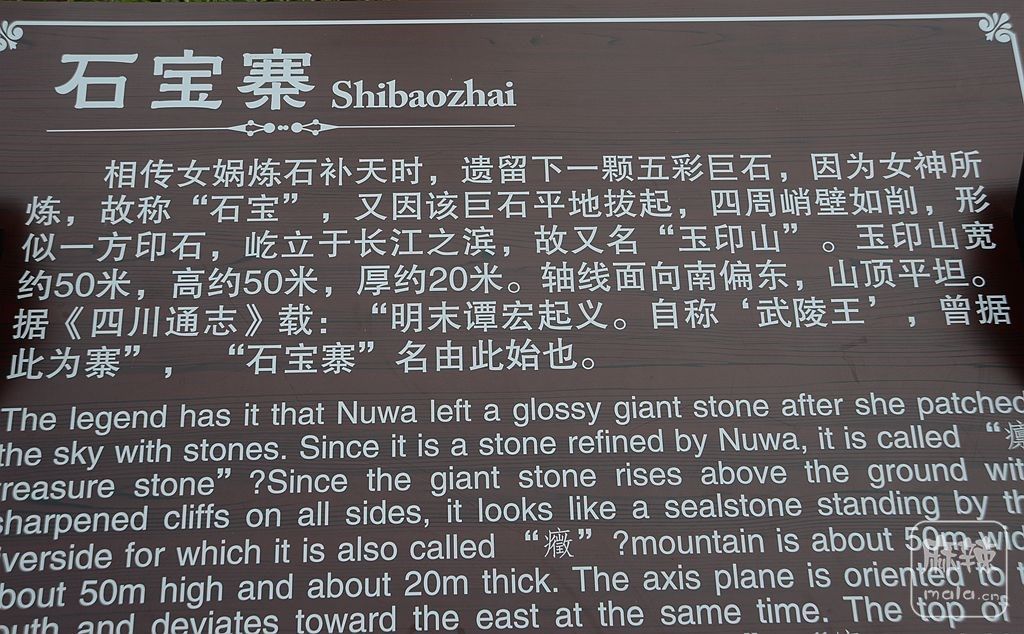 石宝寨 Shibaozhai
相传女娲炼石补天时，遗留下一颗五彩巨石，因为女神所
炼，故称“石宝”，又因该巨石平地拔起，四周峭壁如削，形
似一方印石，屹立于长江之滨，故又名“玉印山”。玉印山宽
约50米，高约50米，厚约20米。轴线面向南偏东，山顶平坦。
据《四川通志》载：“明末谭宏起义。自称‘武陵王’，曾据
此为寨”，“石宝寨”名由此始也。
The legend has it that Nuwa left a glossy giant stone after she patched
the sky with stones. Since it is a stone refined by Nuwa, it is called “
reasure stone” ?Since the giant stone rises above the ground wit
sharpened cliffs on all sides, it looks like a sealstone standing by th
iverside for which it is also called “癥” ?mountain is about 50m wid
bout 50m high and about 20m thick. The axis plane is oriented to t
outh and deviates toward the east at the same time. The top of
麻辣
mala.cn